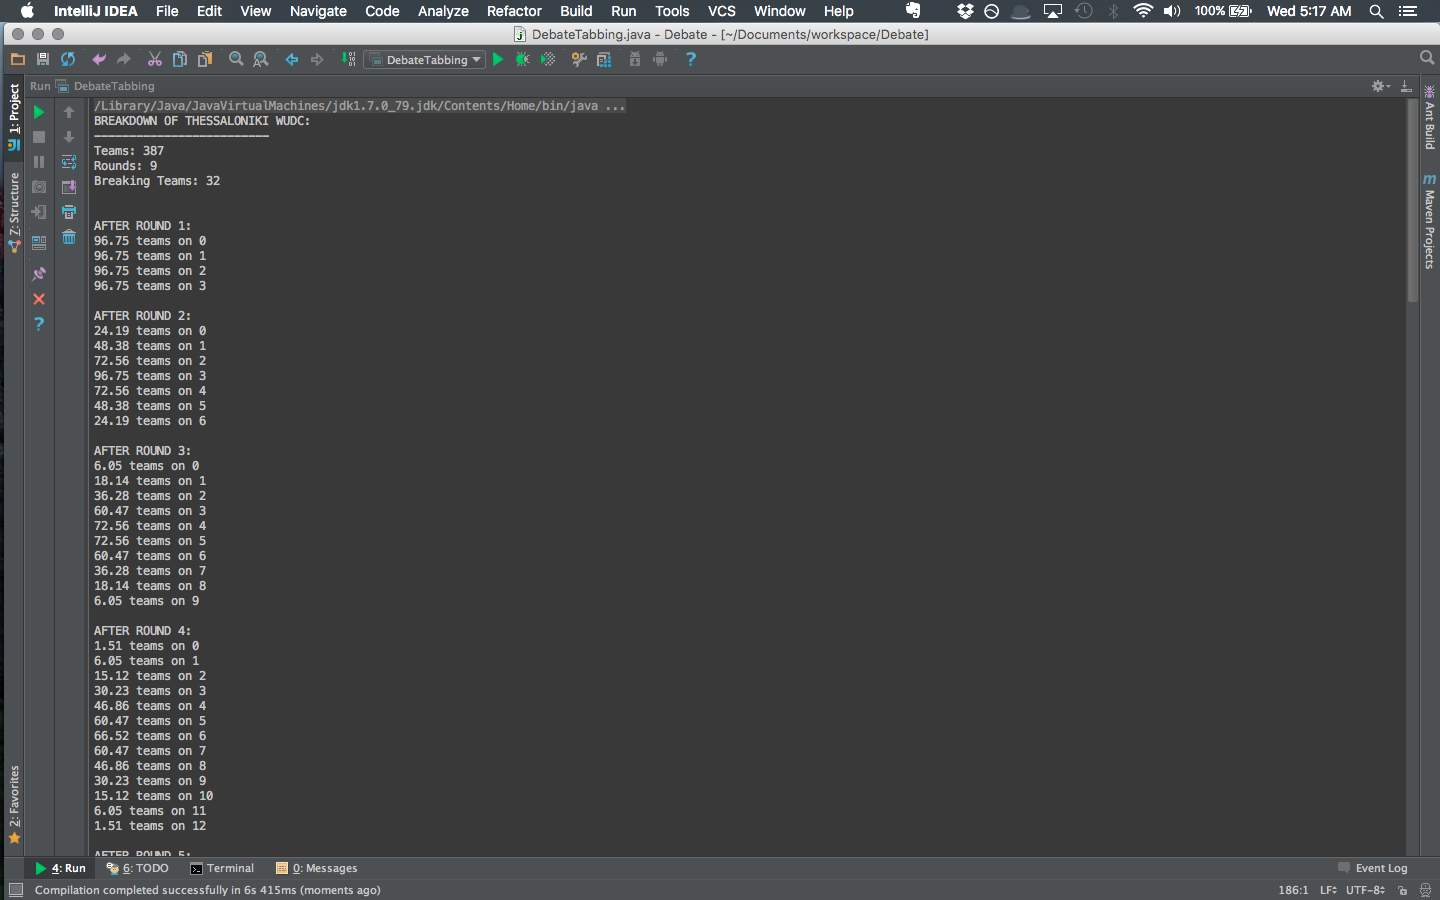 IntelliJ IDEA File Edit View Navigate Code Analyze Refactor Build Run Tools VCS Window Help 100% Wed 5:17 AM
DebateTabbing.java - Debate - [~/Documents/workspace/Debate]
DebateTabbing
Run DebateTabbing
1: Project
7: Structure
2: Favorites
/Library/Java/JavaVirtualMachines/jdk1.7.0_79.jdk/Contents/Home/bin/java ...
BREAKDOWN OF THESSALONIKI WUDC:
-------------------------
Teams: 387
Rounds: 9
Breaking Teams: 32
AFTER ROUND 1:
96.75 teams on 0
96.75 teams on 1
96.75 teams on 2
96.75 teams on 3
AFTER ROUND 2:
24.19 teams on 0
48.38 teams on 1
72.56 teams on 2
96.75 teams on 3
72.56 teams on 4
48.38 teams on 5
24.19 teams on 6
AFTER ROUND 3:
6.05 teams on 0
18.14 teams on 1
36.28 teams on 2
60.47 teams on 3
72.56 teams on 4
72.56 teams on 5
60.47 teams on 6
36.28 teams on 7
18.14 teams on 8
6.05 teams on 9
AFTER ROUND 4:
1.51 teams on 0
6.05 teams on 1
15.12 teams on 2
30.23 teams on 3
46.86 teams on 4
60.47 teams on 5
66.52 teams on 6
60.47 teams on 7
46.86 teams on 8
30.23 teams on 9
15.12 teams on 10
6.05 teams on 11
1.51 teams on 12
AFTER ROUND 5:
Ant Build
m Maven Projects
4: Run 6: TODO Terminal 0: Messages Event Log
Compilation completed successfully in 6s 415ms (moments ago) 186:1 LF UTF-8